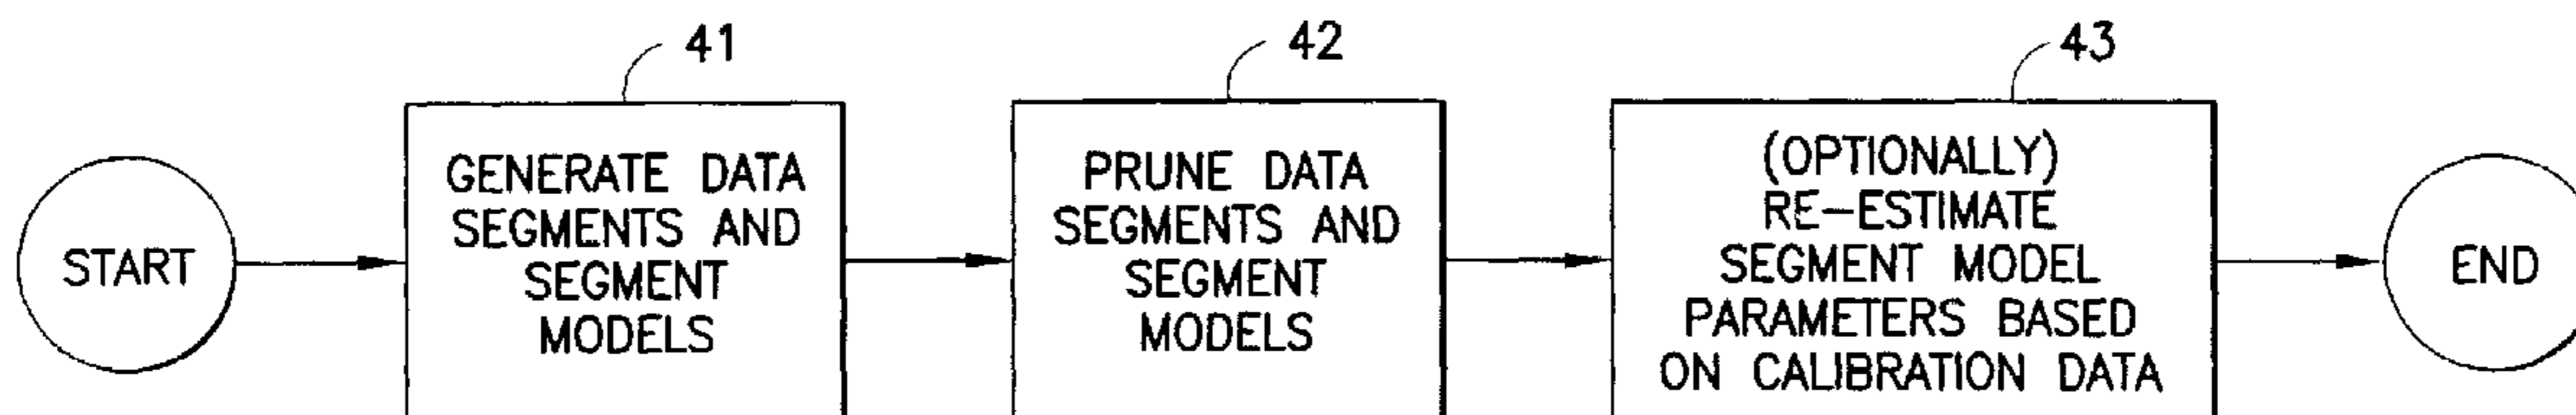 41
42
43
START
GENERATE DATA
SEGMENTS AND
SEGMENT
MODELS
PRUNE DATA
SEGMENTS AND
SEGMENT
MODELS
(OPTIONALLY)
RE-ESTIMATE
SEGMENT MODEL
PARAMETERS BASED
ON CALIBRATION DATA
END